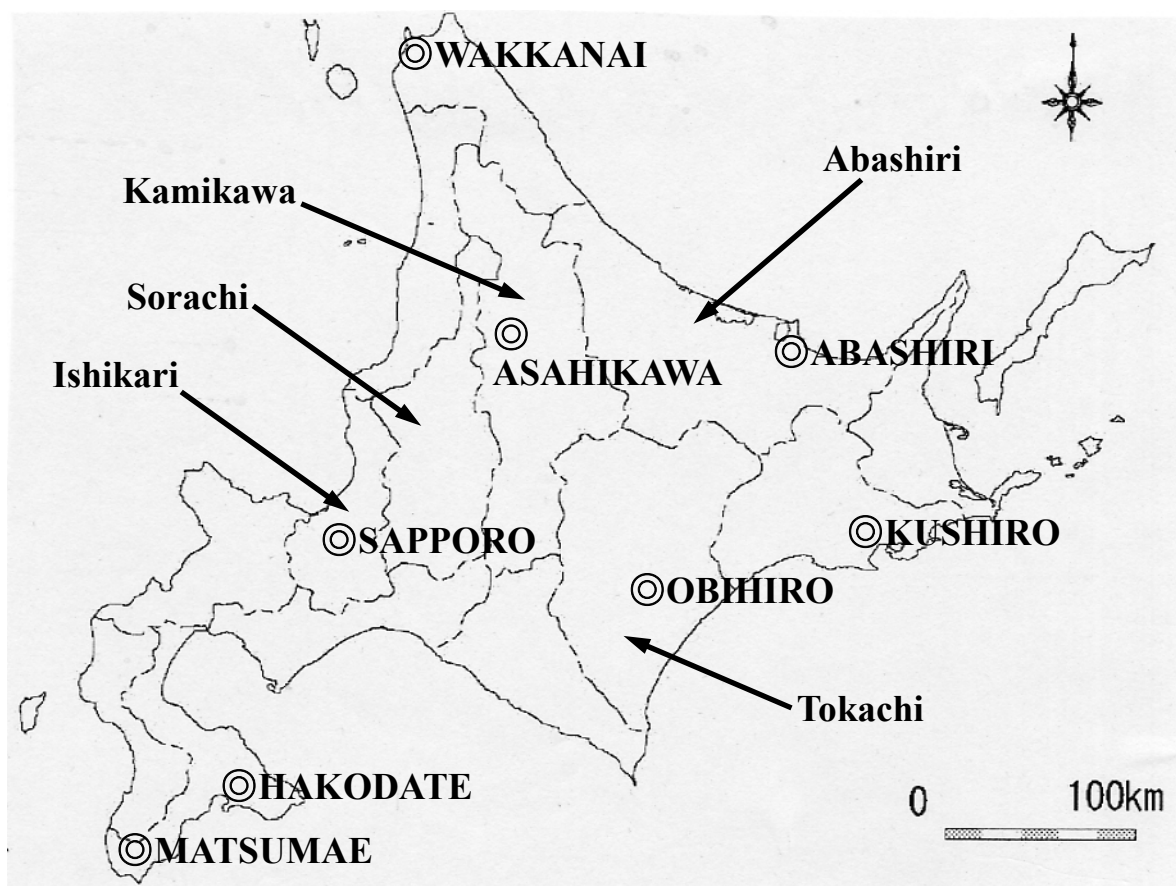 WAKKANAI
Abashiri
Kamikawa
Sorachi
ASAHIKAWA
ABASHIRI
Ishikari
SAPPORO
KUSHIRO
OBIHIRO
Tokachi
HAKODATE
0 100km
MATSUMAE